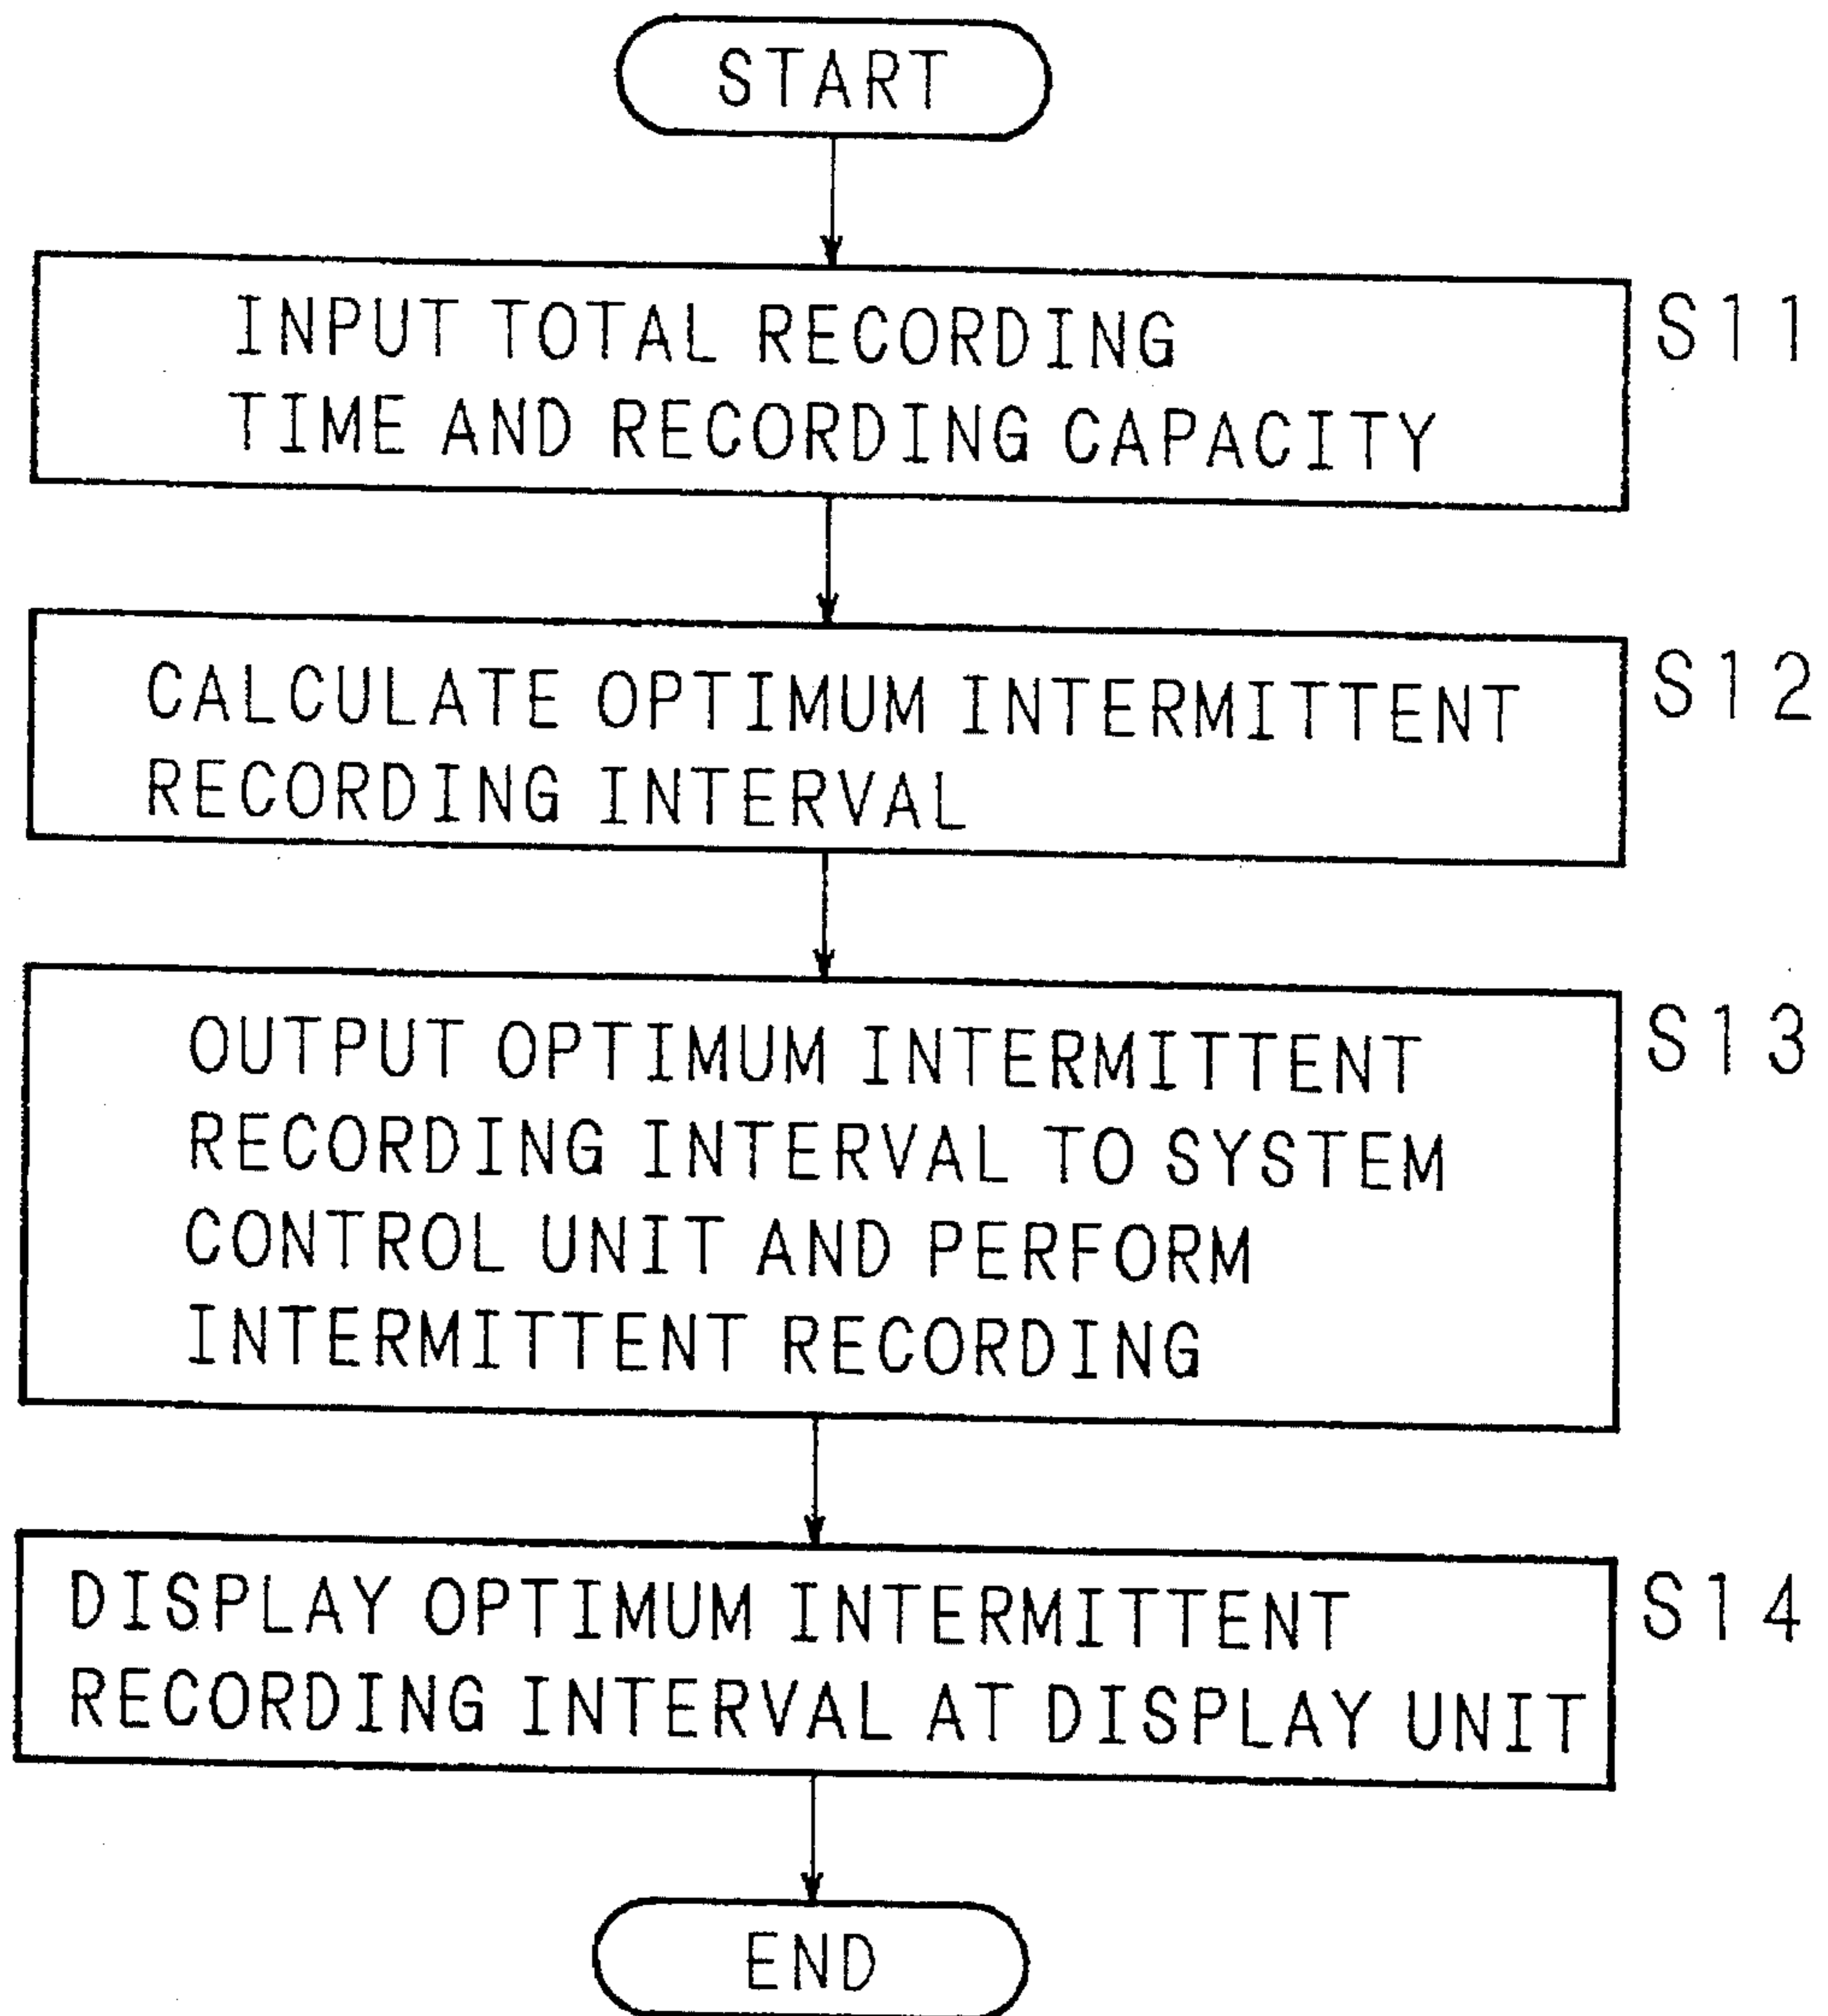 START
INPUT TOTAL RECORDING
TIME AND RECORDING CAPACITY
S11
CALCULATE OPTIMUM INTERMITTENT
RECORDING INTERVAL
S12
OUTPUT OPTIMUM INTERMITTENT
RECORDING INTERVAL TO SYSTEM
CONTROL UNIT AND PERFORM
INTERMITTENT RECORDING
S13
DISPLAY OPTIMUM INTERMITTENT
RECORDING INTERVAL AT DISPLAY UNIT
S14
END